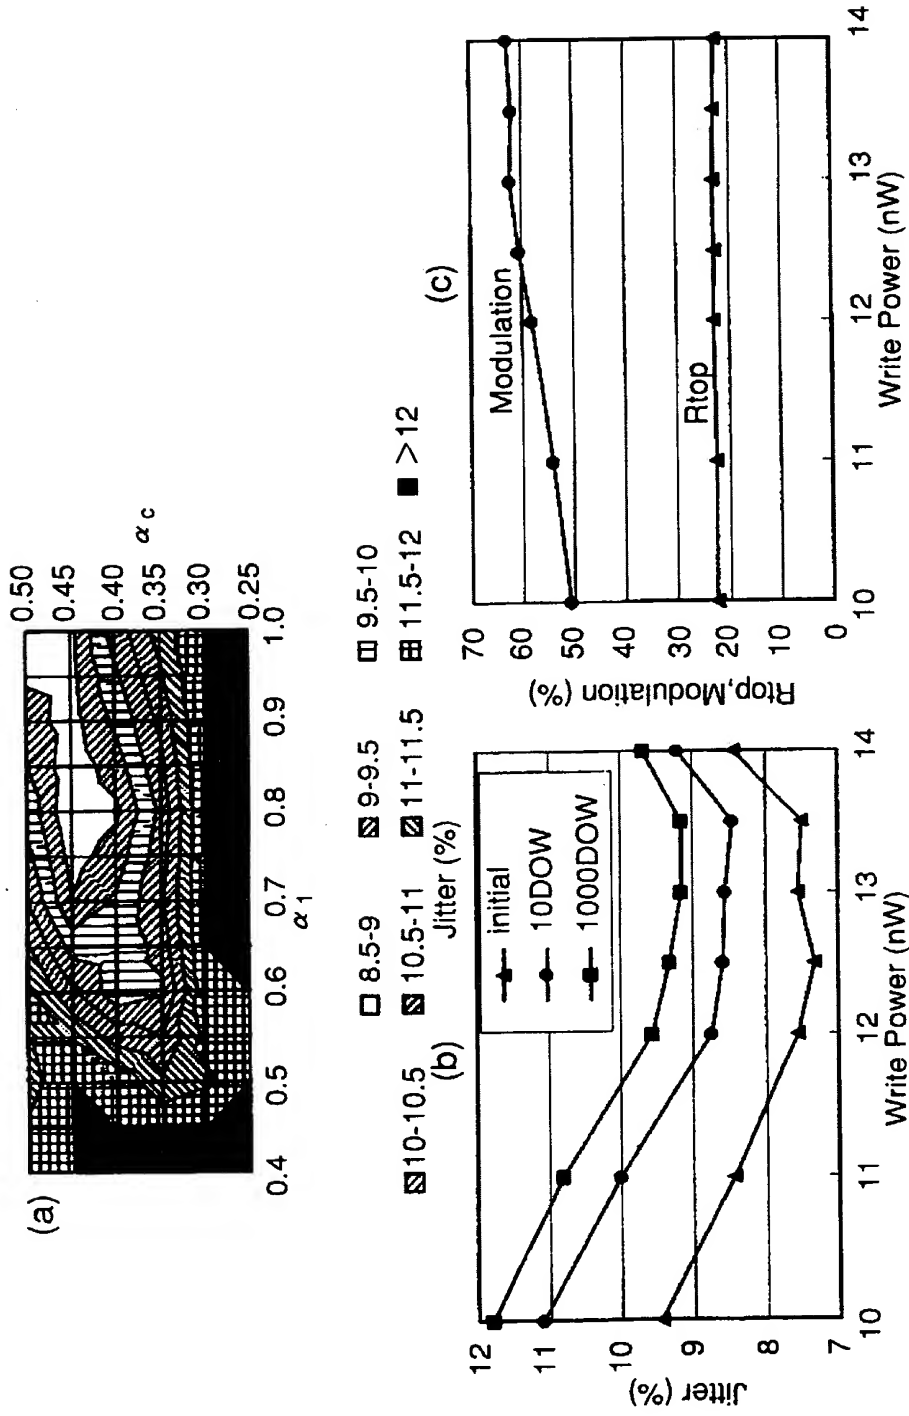 (a)
0.50
0.45
0.40
0.35
0.30
0.25
α c
0.4 0.5 0.6 0.7 0.8 0.9 1.0
α 1
8.5-9 9-9.5 9.5-10
10-10.5 10.5-11 11-11.5 11.5-12 >12
Jitter (%)
(b)
12
11
10
9
8
7
Jitter (%)
initial
10DOW
1000DOW
10 11 12 13 14
Write Power (nW)
(c)
70
60
50
40
30
20
10
0
Rtop,Modulation (%)
Modulation
Rtop
10 11 12 13 14
Write Power (nW)